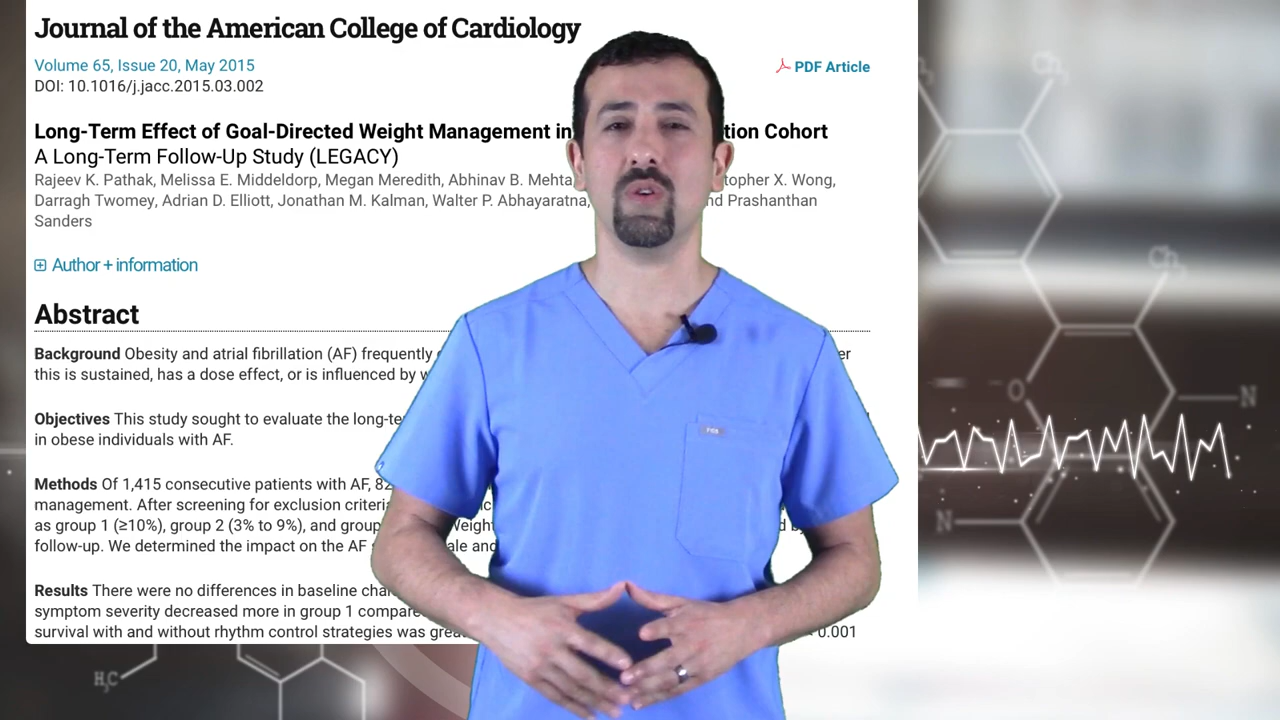 Journal of the American College of Cardiology
Volume 65, Issue 20, May 2015
PDF Article
DOI: 10.1016/j.jacc.2015.03.002
Long-Term Effect of Goal-Directed Weight Management in tion Cohort
A Long-Term Follow-Up Study (LEGACY)
Rajeev K. Pathak, Melissa E. Middeldorp, Megan Meredith, Abhinav B. Mehta, topher X. Wong,
Darragh Twomey, Adrian D. Elliott, Jonathan M. Kalman, Walter P. Abhayaratna, nd Prashanthan
Sanders
Author + information
Abstract
Background Obesity and atrial fibrillation (AF) frequently er
this is sustained, has a dose effect, or is influenced by
Objectives This study sought to evaluate the long-te
in obese individuals with AF.
Methods Of 1,415 consecutive patients with AF, 82
management. After screening for exclusion criteria
as group 1 (≥10%), group 2 (3% to 9%), and group Weight
follow-up. We determined the impact on the AF ale and
Results There were no differences in baseline char
symptom severity decreased more in group 1 compare
survival with and without rhythm control strategies was grea 0.001
CH3
O
N
N
H3C